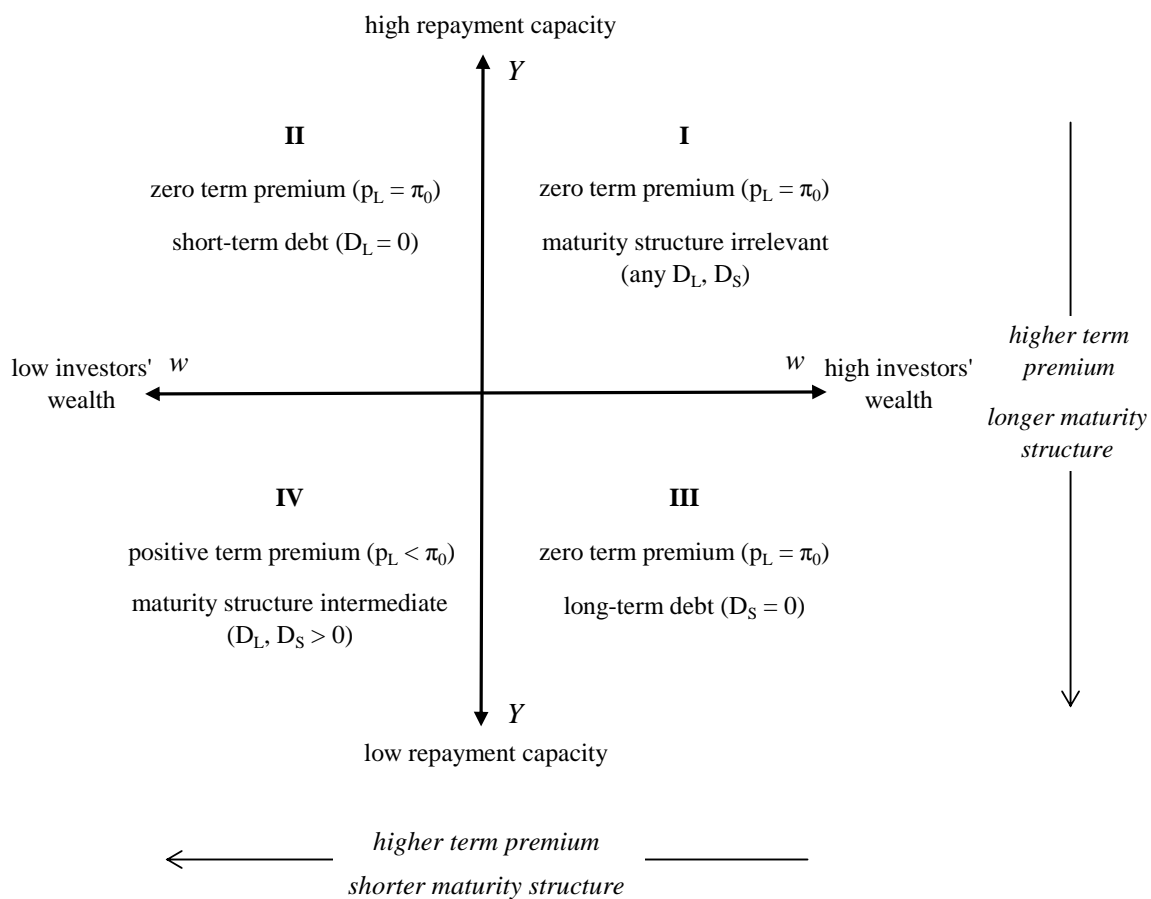 high repayment capacity
Y
II
zero term premium (p_L = π_0)
short-term debt (D_L = 0)
I
zero term premium (p_L = π_0)
maturity structure irrelevant
(any D_L, D_S)
low investors'
wealth
w
w
high investors'
wealth
higher term
premium
longer maturity
structure
IV
positive term premium (p_L < π_0)
maturity structure intermediate
(D_L, D_S > 0)
III
zero term premium (p_L = π_0)
long-term debt (D_S = 0)
Y
low repayment capacity
higher term premium
shorter maturity structure